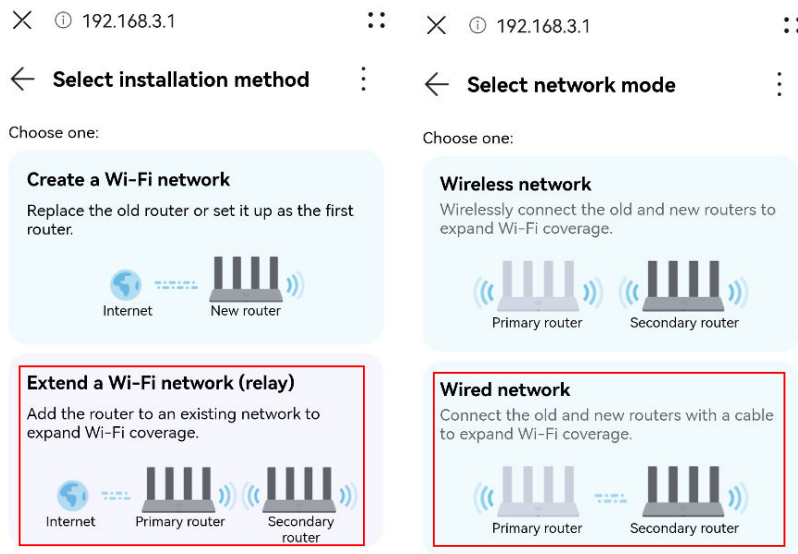 192.168.3.1
Select installation method
Choose one:
Create a Wi-Fi network
Replace the old router or set it up as the first
router.
Internet
New router
Extend a Wi-Fi network (relay)
Add the router to an existing network to
expand Wi-Fi coverage.
Internet
Primary router
Secondary
router
192.168.3.1
Select network mode
Choose one:
Wireless network
Wirelessly connect the old and new routers to
expand Wi-Fi coverage.
Primary router
Secondary router
Wired network
Connect the old and new routers with a cable
to expand Wi-Fi coverage.
Primary router
Secondary router